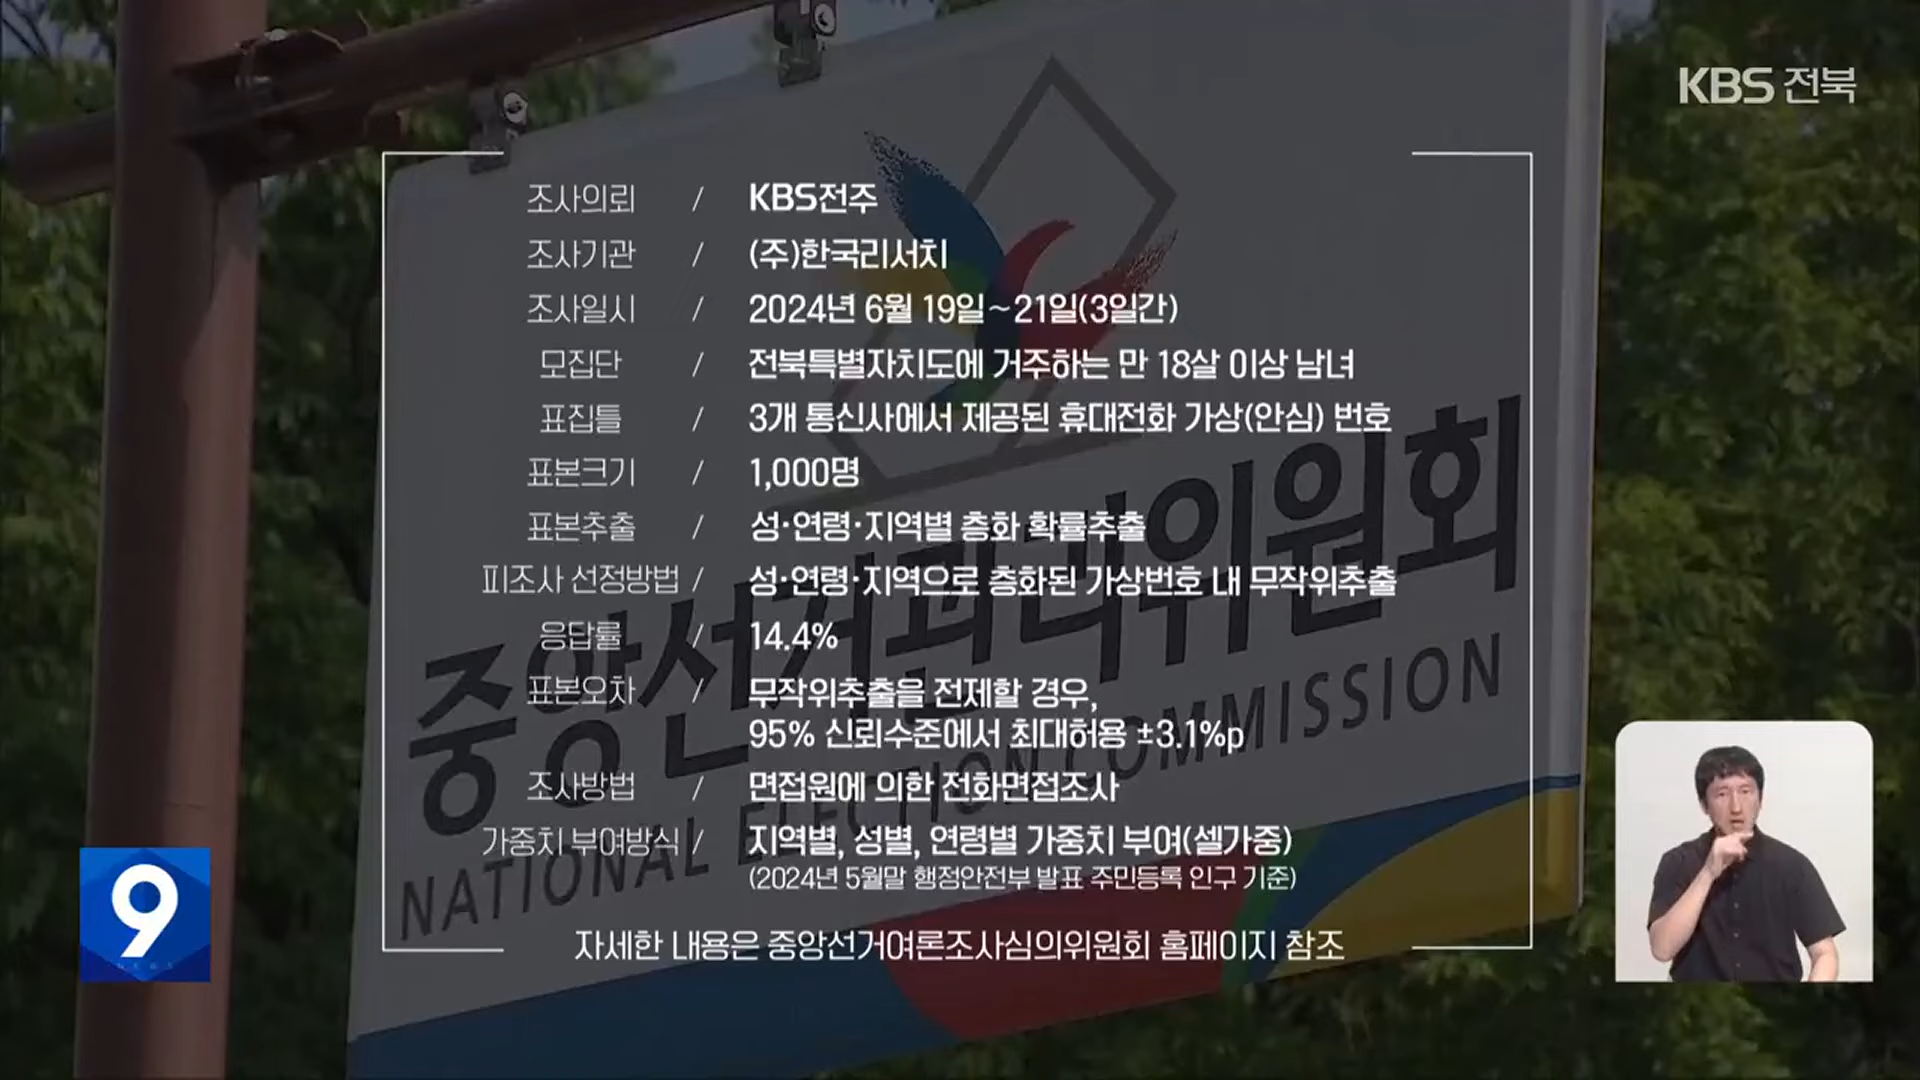 KBS 전북
조사의뢰 / KBS전주
조사기관 / (주)한국리서치
조사일시 / 2024년 6월 19일~21일(3일간)
모집단 / 전북특별자치도에 거주하는 만 18살 이상 남녀
표집틀 / 3개 통신사에서 제공된 휴대전화 가상(안심) 번호
표본크기 / 1,000명
표본추출 / 성·연령·지역별 층화 확률추출
피조사 선정방법 / 성·연령·지역으로 층화된 가상번호 내 무작위추출
응답률 / 14.4%
표본오차 / 무작위추출을 전제할 경우,
95% 신뢰수준에서 최대허용 ±3.1%p
조사방법 / 면접원에 의한 전화면접조사
가중치 부여방식 / 지역별, 성별, 연령별 가중치 부여(셀가중)
(2024년 5월말 행정안전부 발표 주민등록 인구 기준)
자세한 내용은 중앙선거여론조사심의위원회 홈페이지 참조
중앙선거관리위원회
NATIONAL ELECTION COMMISSION
9
NEWS